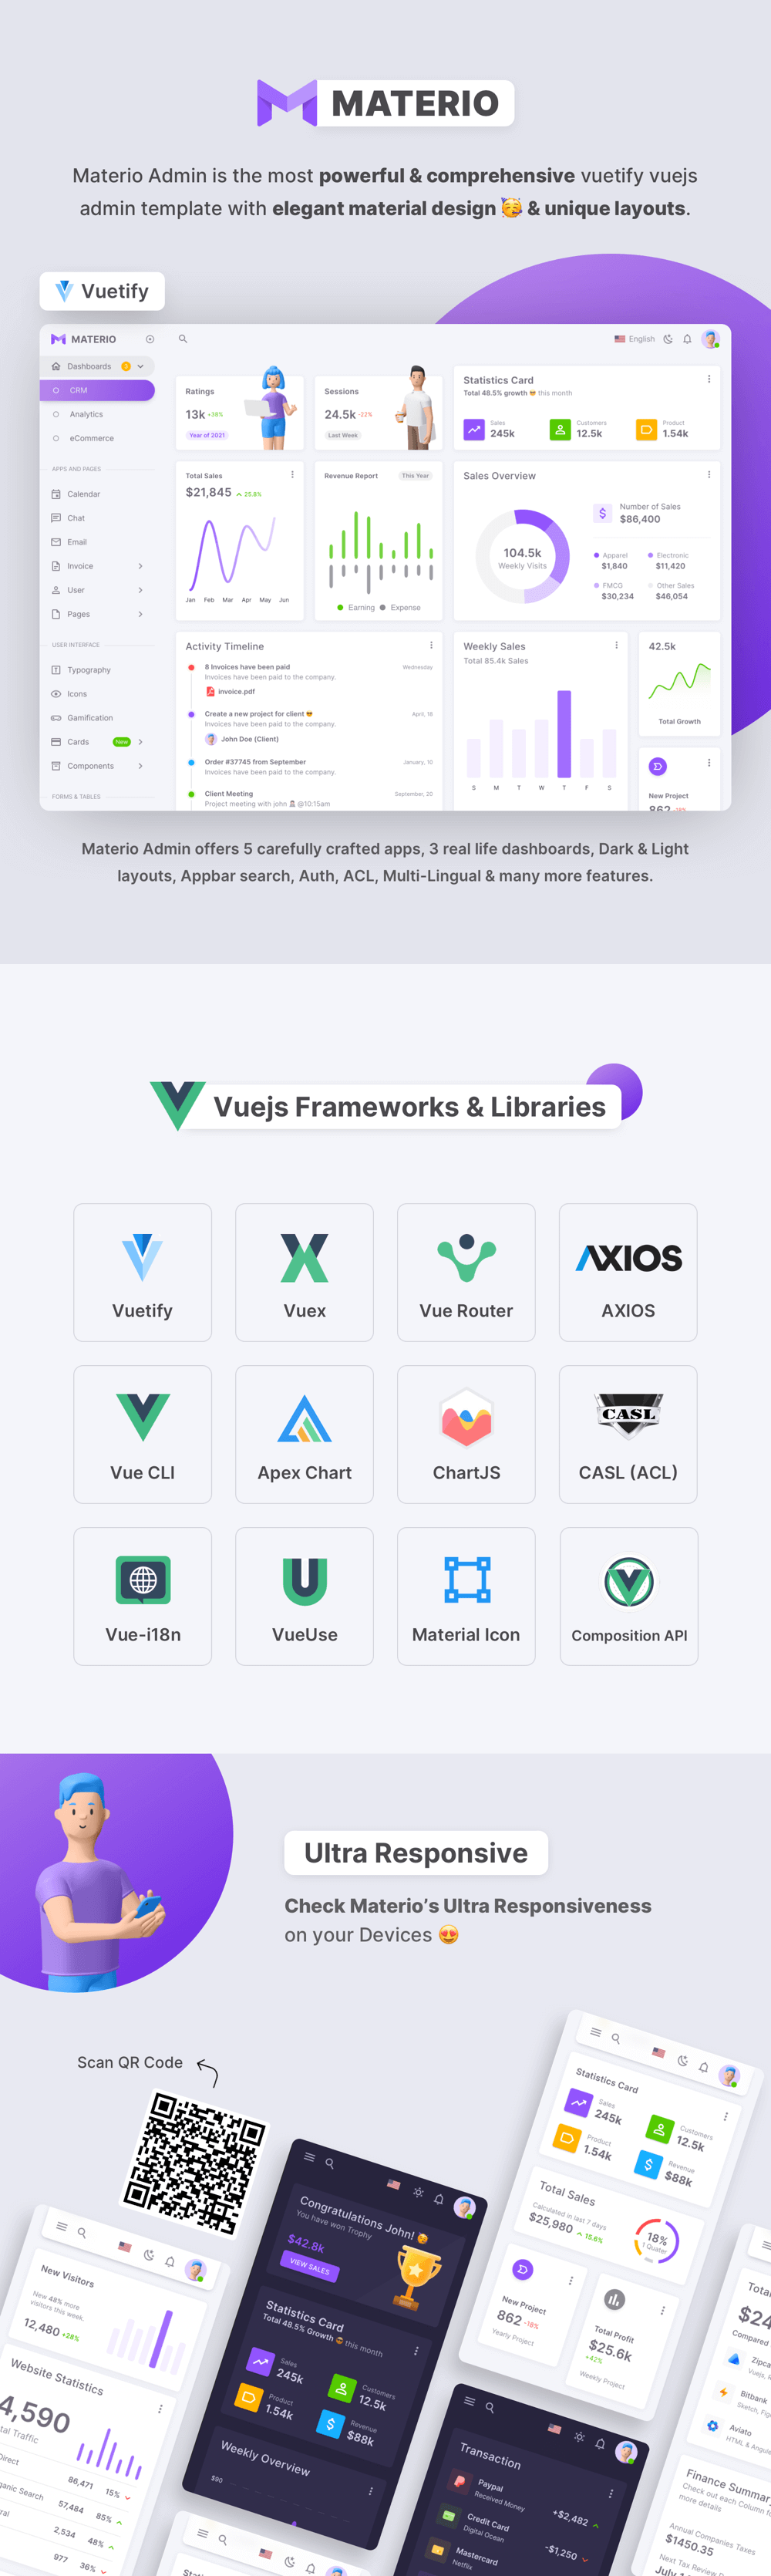 MATERIO
Materio Admin is the most powerful & comprehensive vuetify vuejs
admin template with elegant material design 🥳 & unique layouts.
Vuetify
MATERIO
English
Dashboards
CRM
Analytics
eCommerce
APPS AND PAGES
Calendar
Chat
Email
Invoice
User
Pages
USER INTERFACE
Typography
Icons
Gamification
Cards New
Components
FORMS & TABLES
Ratings
13k +38%
Year of 2021
Sessions
24.5k -22%
Last Week
Statistics Card
Total 48.5% growth 😎 this month
Sales
245k
Customers
12.5k
Product
1.54k
Total Sales
$21,845 25.8%
Jan Feb Mar Apr May Jun
Revenue Report This Year
Earning Expense
Sales Overview
104.5k
Weekly Visits
Number of Sales
$86,400
Apparel
$1,840
Electronic
$11,420
FMCG
$30,234
Other Sales
$46,054
Activity Timeline
8 Invoices have been paid Wednesday
Invoices have been paid to the company.
invoice.pdf
Create a new project for client 😎 April, 18
Invoices have been paid to the company.
John Doe (Client)
Order #37745 from September January, 10
Invoices have been paid to the company.
Client Meeting September, 20
Project meeting with john @10:15am
Weekly Sales
Total 85.4k Sales
S M T W T F S
42.5k
Total Growth
New Project
862 -18%
Materio Admin offers 5 carefully crafted apps, 3 real life dashboards, Dark & Light
layouts, Appbar search, Auth, ACL, Multi-Lingual & many more features.
Vuejs Frameworks & Libraries
Vuetify
Vuex
Vue Router
AXIOS
AXIOS
Vue CLI
Apex Chart
ChartJS
CASL
CASL (ACL)
Vue-i18n
VueUse
Material Icon
Composition API
Ultra Responsive
Check Materio's Ultra Responsiveness
on your Devices 😍
Scan QR Code
New Visitors
New 48% more
visitors this week.
12,480 +28%
Website Statistics
4,590
tal Traffic
Direct 86,471 15%
ganic Search 57,484 85%
ral 2,534 48%
977 36%
Congratulations John! 🥳
You have won Trophy
$42.8k
VIEW SALES
Statistics Card
Total 48.5% Growth 😎 this month
Sales
245k
Customers
12.5k
Product
1.54k
Revenue
$88k
Weekly Overview
$90
Statistics Card
Sales
245k
Customers
12.5k
Product
1.54k
Revenue
$88k
Total Sales
Calculated in last 7 days
$25,980 15.6%
18%
1 Quater
New Project
862 -18%
Yearly Project
Total Profit
$25.6k
+42%
Weekly Project
Transaction
Paypal
Received Money
+$2,482
Credit Card
Digital Ocean
-$1,250
Mastercard
Netflix
Total
$24
Compared
Zipca
Vuejs,
Bitbank
Sketch, Fig
Aviato
HTML & Angula
Finance Summary
Check out each Column f
more details
Annual Companies Taxes
$1450.35
Next Tax Review D
July 1
Stati